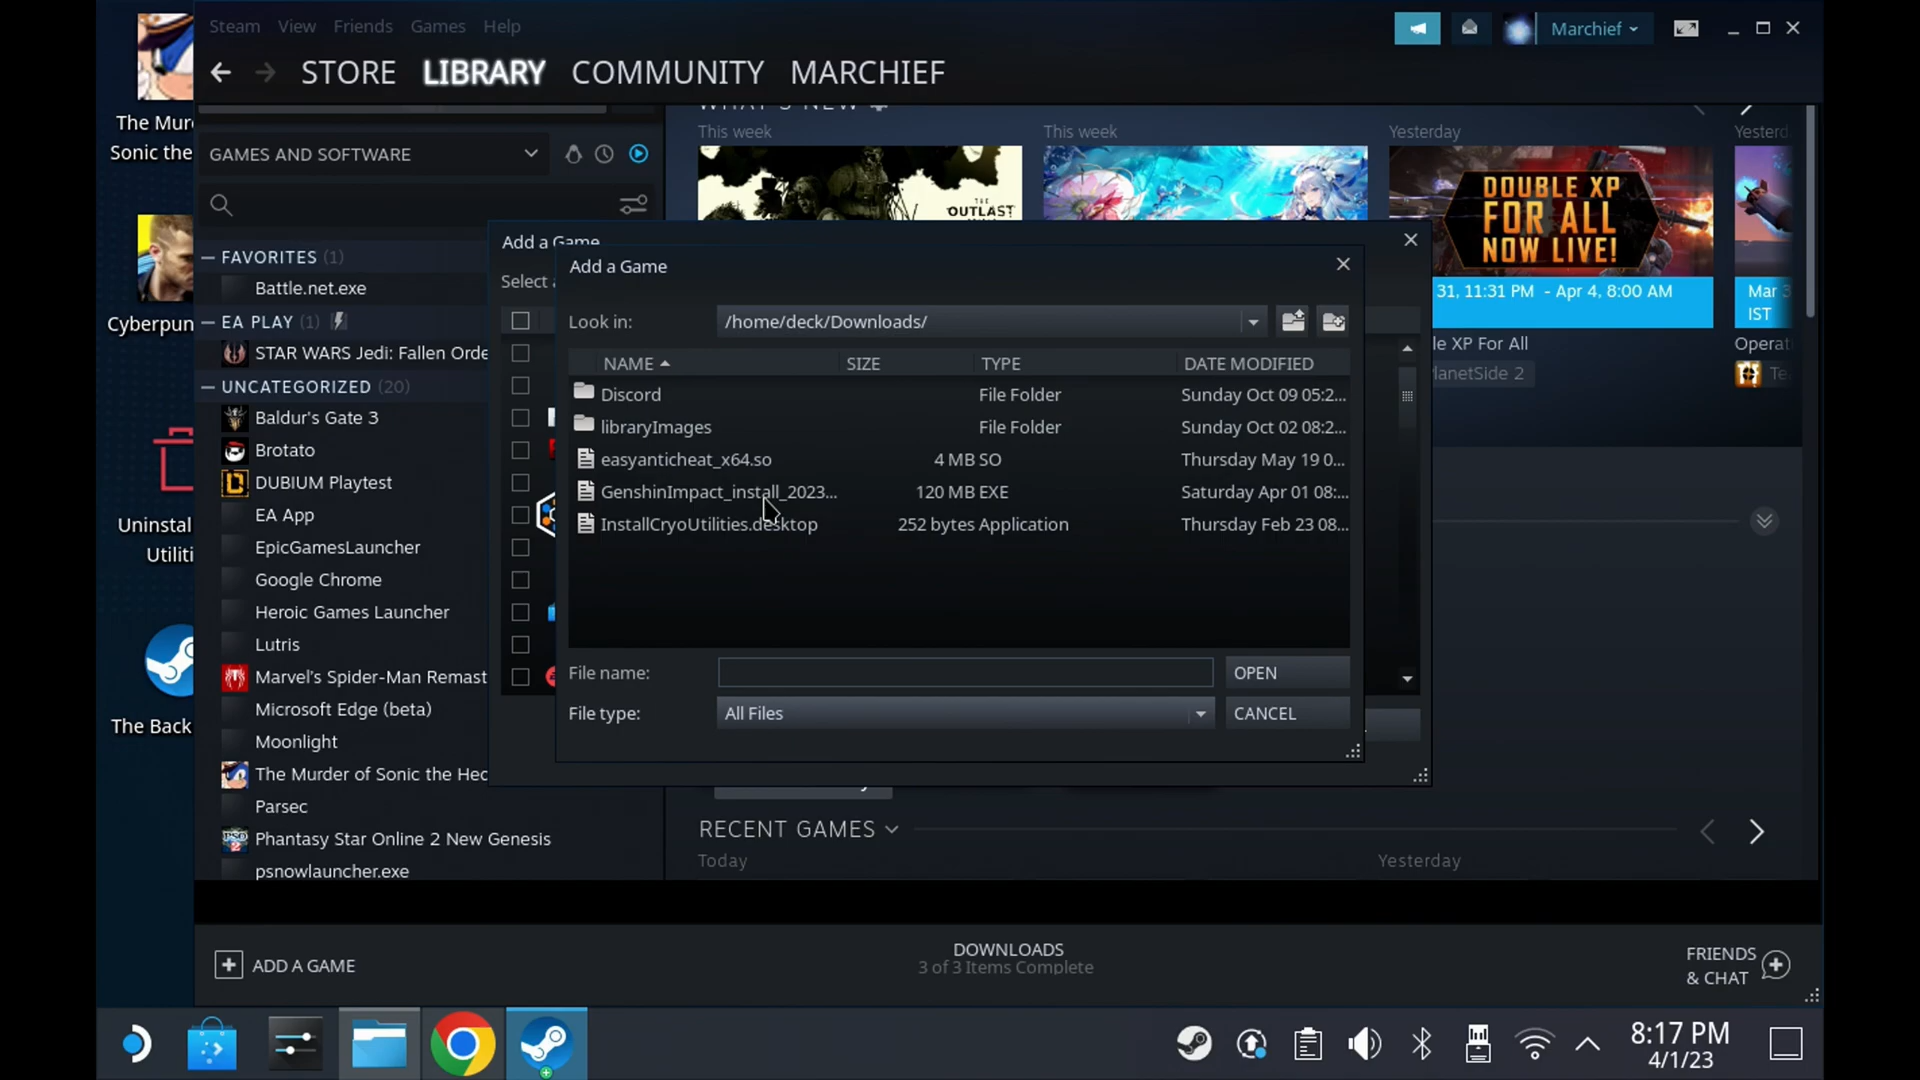 Steam View Friends Games Help
Marchief
STORE LIBRARY COMMUNITY MARCHIEF
The Mur
Sonic the
Cyberpun
Uninstal
Utiliti
The Back
GAMES AND SOFTWARE
FAVORITES (1)
Battle.net.exe
EA PLAY (1)
STAR WARS Jedi: Fallen Orde
UNCATEGORIZED (20)
Baldur's Gate 3
Brotato
DUBIUM Playtest
EA App
EpicGamesLauncher
Google Chrome
Heroic Games Launcher
Lutris
Marvel's Spider-Man Remast
Microsoft Edge (beta)
Moonlight
The Murder of Sonic the Hec
Parsec
Phantasy Star Online 2 New Genesis
psnowlauncher.exe
WHAT'S NEW
This week
This week
Yesterday
Yesterd
THE OUTLAST
DOUBLE XP
FOR ALL
NOW LIVE!
31, 11:31 PM - Apr 4, 8:00 AM
Mar 3
IST
le XP For All
Operat
lanetSide 2
Te
Add a Game
Select a
Add a Game
Look in:
/home/deck/Downloads/
NAME SIZE TYPE DATE MODIFIED
Discord File Folder Sunday Oct 09 05:2...
libraryImages File Folder Sunday Oct 02 08:2...
easyanticheat_x64.so 4 MB SO Thursday May 19 0...
GenshinImpact_install_2023... 120 MB EXE Saturday Apr 01 08:...
InstallCryoUtilities.desktop 252 bytes Application Thursday Feb 23 08...
File name:
OPEN
File type:
All Files
CANCEL
RECENT GAMES
Today
Yesterday
ADD A GAME
DOWNLOADS
3 of 3 Items Complete
FRIENDS
& CHAT
8:17 PM
4/1/23